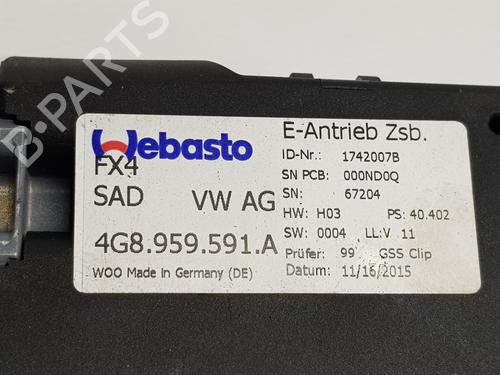 Webasto
FX4
SAD VW AG
4G8.959.591.A
WOO Made in Germany (DE)
E-Antrieb Zsb.
ID-Nr.: 1742007B
SN PCB: 000ND0Q
SN: 67204
HW: H03 PS: 40.402
SW: 0004 LL:V 11
Prüfer: 99 GSS Clip
Datum: 11/16/2015